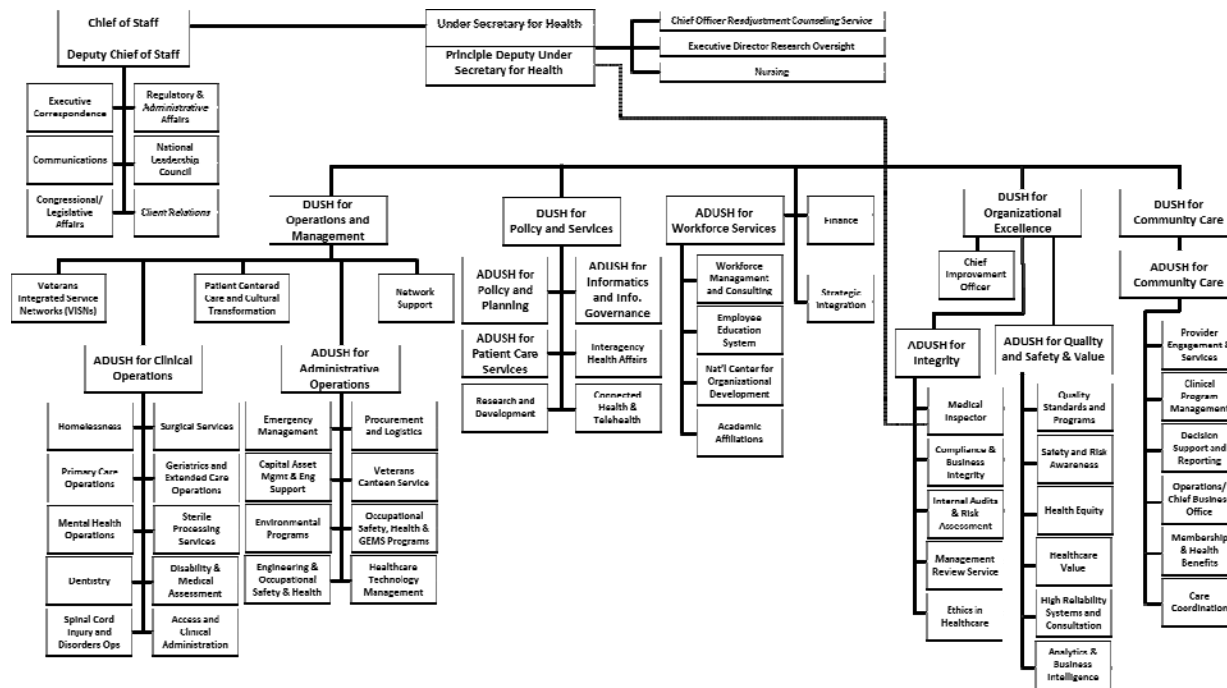 Chief of Staff
Deputy Chief of Staff
Under Secretary for Health
Principle Deputy Under
Secretary for Health
Chief Officer Readjustment Counseling Service
Executive Director Research Oversight
Nursing
Executive
Correspondence
Regulatory &
Administrative
Affairs
Communications
National
Leadership
Council
Congressional/
Legislative
Affairs
Client Relations
DUSH for
Operations and
Management
DUSH for
Policy and Services
ADUSH for
Workforce Services
Finance
DUSH for
Organizational
Excellence
DUSH for
Community Care
Veterans
Integrated Service
Networks (VISNs)
Patient Centered
Care and Cultural
Transformation
Network
Support
ADUSH for
Policy and
Planning
ADUSH for
Informatics
and Info.
Governance
Workforce
Management
and Consulting
Strategic
Integration
Chief
Improvement
Officer
ADUSH for
Community Care
ADUSH for Clinical
Operations
ADUSH for
Administrative
Operations
ADUSH for
Patient Care
Services
Interagency
Health Affairs
Employee
Education
System
ADUSH for
Integrity
ADUSH for Quality
and Safety & Value
Provider
Engagement &
Services
Research and
Development
Connected
Health &
Telehealth
Nat'l Center for
Organizational
Development
Academic
Affiliations
Clinical
Program
Management
Homelessness
Surgical Services
Emergency
Management
Procurement
and Logistics
Medical
Inspector
Quality
Standards and
Programs
Decision
Support and
Reporting
Primary Care
Operations
Geriatrics and
Extended Care
Operations
Capital Asset
Mgmt & Eng
Support
Veterans
Canteen Service
Compliance &
Business
Integrity
Safety and Risk
Awareness
Operations/
Chief Business
Office
Mental Health
Operations
Sterile
Processing
Services
Environmental
Programs
Occupational
Safety, Health &
GEMS Programs
Internal Audits
& Risk
Assessment
Health Equity
Membership
& Health
Benefits
Dentistry
Disability &
Medical
Assessment
Engineering &
Occupational
Safety & Health
Healthcare
Technology
Management
Management
Review Service
Healthcare
Value
Care
Coordination
Spinal Cord
Injury and
Disorders Ops
Access and
Clinical
Administration
Ethics in
Healthcare
High Reliability
Systems and
Consultation
Analytics &
Business
Intelligence